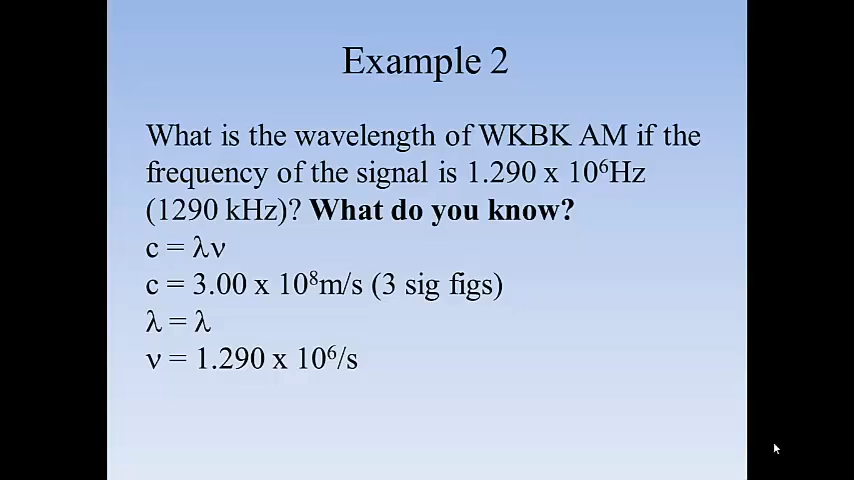 Example 2
What is the wavelength of WKBK AM if the
frequency of the signal is 1.290 x 10⁶Hz
(1290 kHz)? What do you know?
c = λν
c = 3.00 x 10⁸m/s (3 sig figs)
λ = λ
ν = 1.290 x 10⁶/s